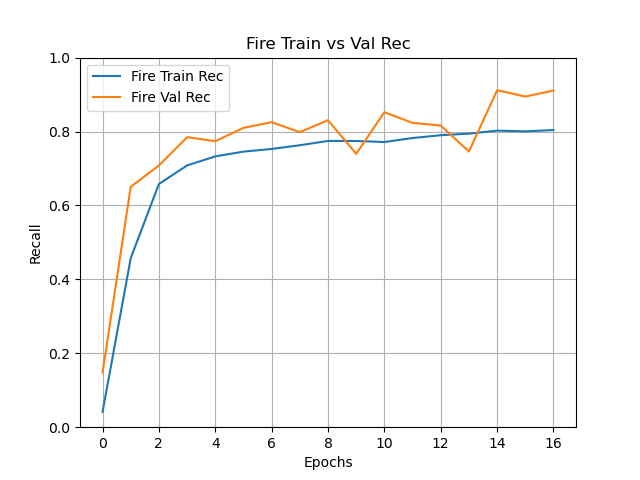 Fire Train vs Val Rec
Fire Train Rec
Fire Val Rec
1.0
0.8
0.6
0.4
0.2
0.0
Recall
0 2 4 6 8 10 12 14 16
Epochs